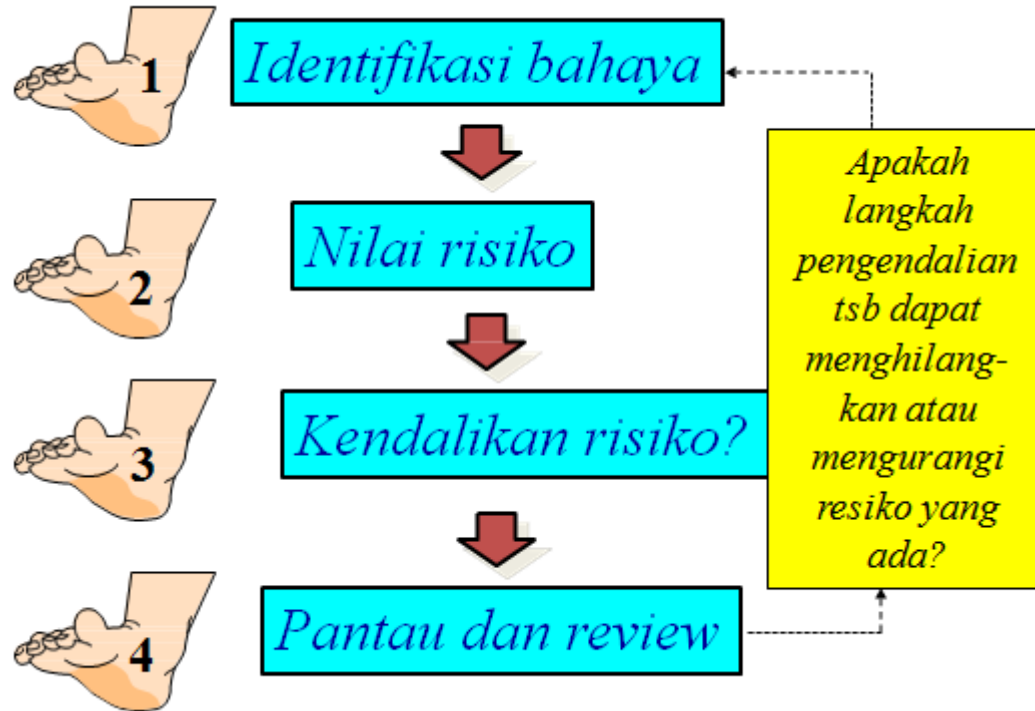 1
Identifikasi bahaya
2
Nilai risiko
3
Kendalikan risiko?
4
Pantau dan review
Apakah
langkah
pengendalian
tsb dapat
menghilang-
kan atau
mengurangi
resiko yang
ada?